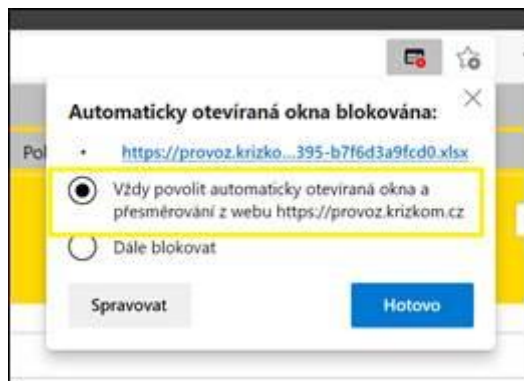 Automaticky otevíraná okna blokována:
Pol
• https://provoz.krizko...395-b7f6d3a9fcd0.xlsx
Vždy povolit automaticky otevíraná okna a
přesměrování z webu https://provoz.krizkom.cz
Dále blokovat
Spravovat
Hotovo